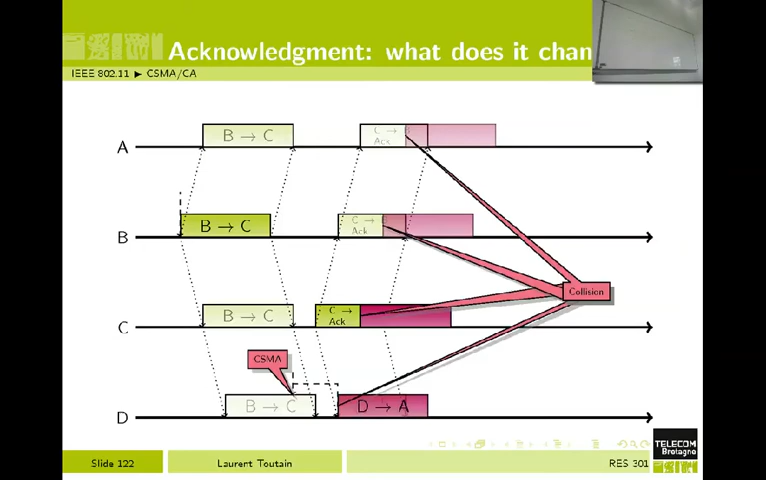 Acknowledgment: what does it chan
IEEE 802.11 ▶ CSMA/CA
A
B → C
C → B
Ack
B
B → C
C →
Ack
Collision
C
B → C
C →
Ack
CSMA
D
B → C
D → A
TELECOM
Bretagne
Slide 122
Laurent Toutain
RES 301